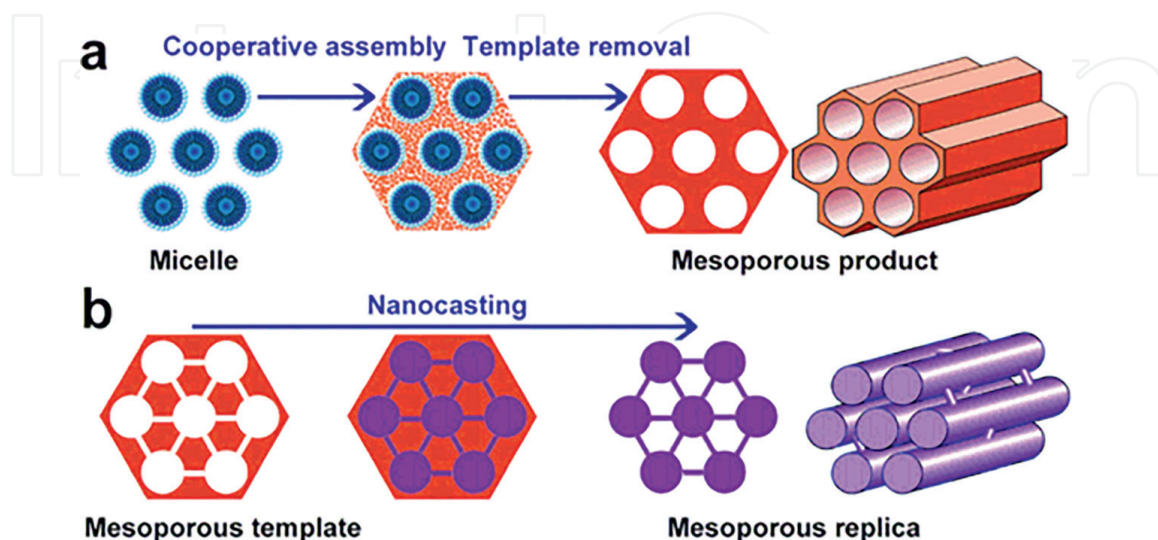 a
Cooperative assembly Template removal
Micelle
Mesoporous product
b
Nanocasting
Mesoporous template
Mesoporous replica